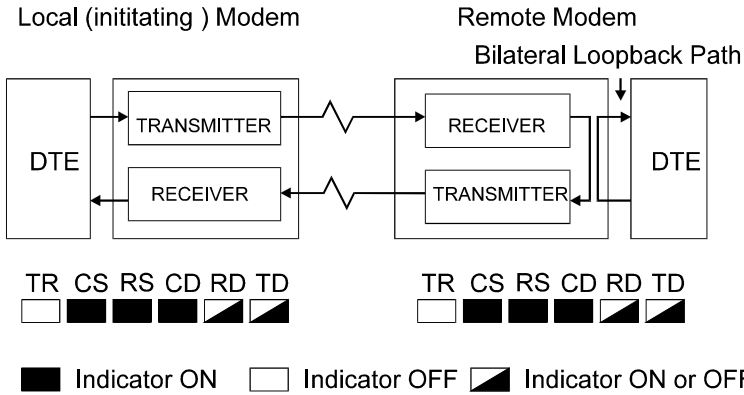 Local (inititating ) Modem
Remote Modem
Bilateral Loopback Path
DTE
TRANSMITTER
RECEIVER
RECEIVER
TRANSMITTER
DTE
TR CS RS CD RD TD
TR CS RS CD RD TD
Indicator ON
Indicator OFF
Indicator ON or OFF